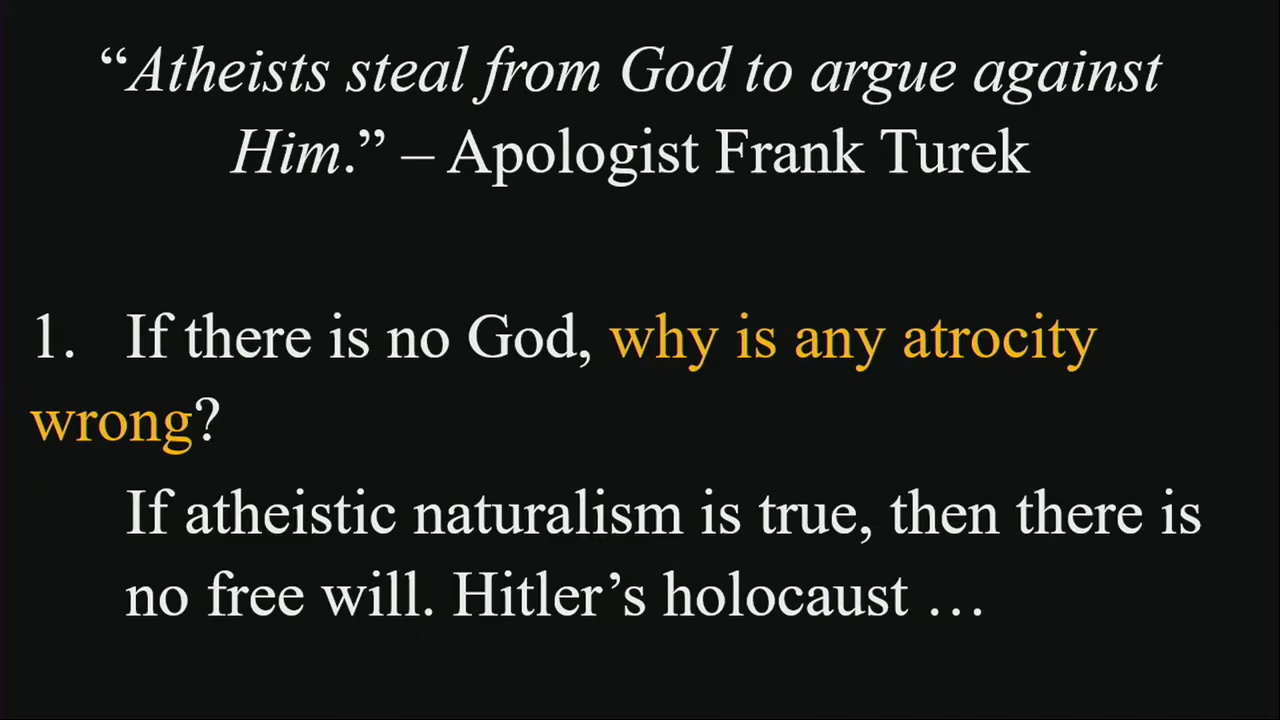 “Atheists steal from God to argue against
Him.” – Apologist Frank Turek
1. If there is no God, why is any atrocity
wrong?
If atheistic naturalism is true, then there is
no free will. Hitler’s holocaust …